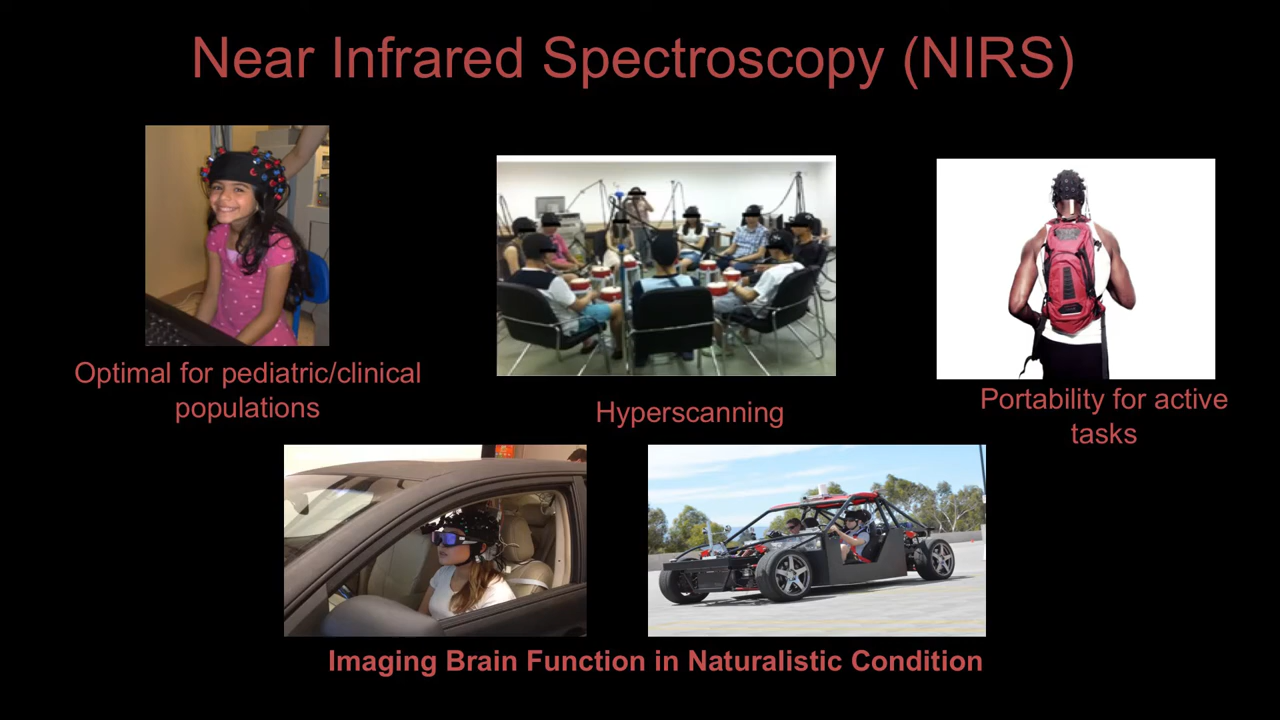 Near Infrared Spectroscopy (NIRS)
Optimal for pediatric/clinical
populations
Hyperscanning
Portability for active
tasks
Imaging Brain Function in Naturalistic Condition